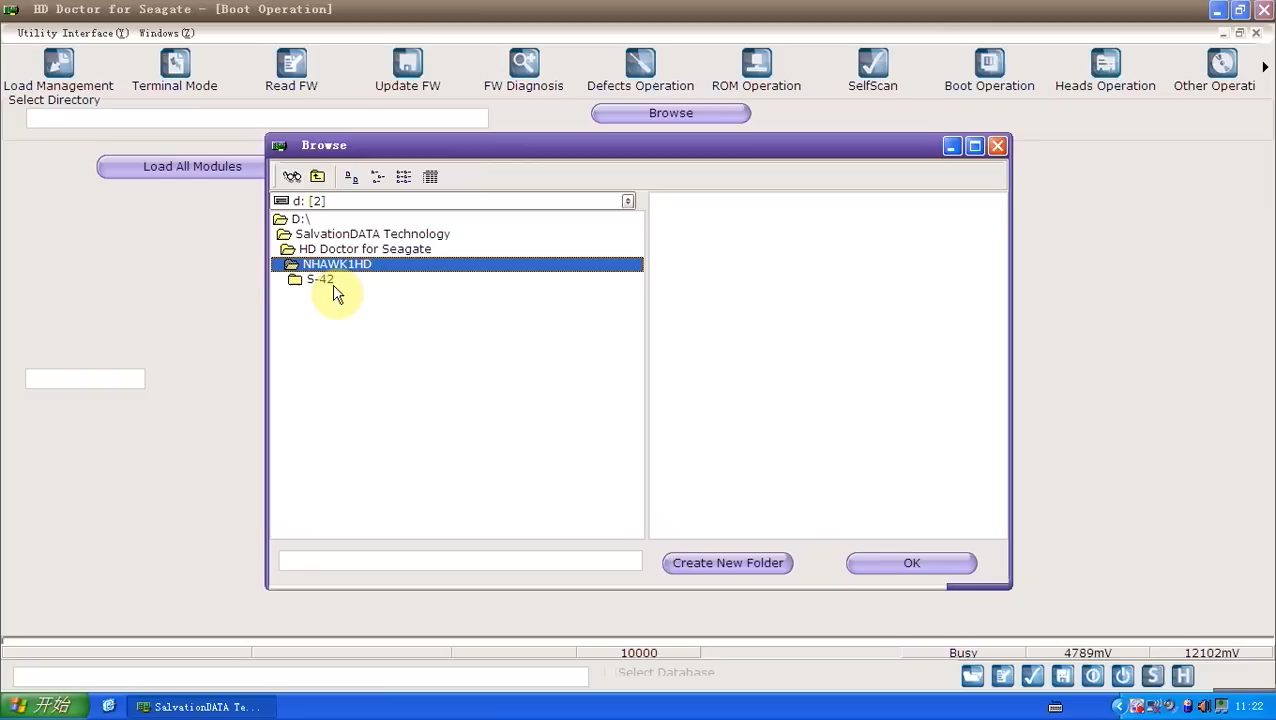 HD Doctor for Seagate - [Boot Operation]
Utility Interface(Y) Windows(Z)
Load Management Terminal Mode Read FW Update FW FW Diagnosis Defects Operation ROM Operation SelfScan Boot Operation Heads Operation Other Operati
Select Directory
Browse
Load All Modules
Browse
d: [2]
D:\
SalvationDATA Technology
HD Doctor for Seagate
NHAWK1HD
S-42
Create New Folder OK
10000 Busy 4789mV 12102mV
Select Database
S H
开始 SalvationDATA Te... 11:22